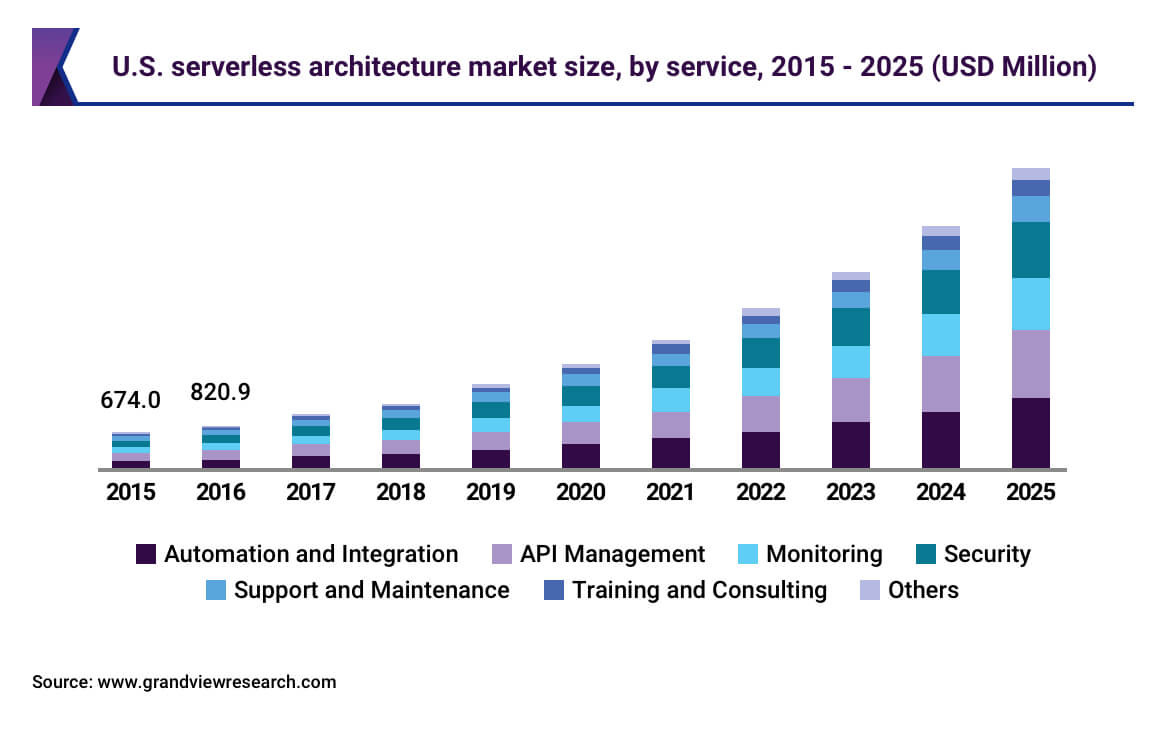 U.S. serverless architecture market size, by service, 2015 - 2025 (USD Million)
674.0 820.9
2015 2016 2017 2018 2019 2020 2021 2022 2023 2024 2025
Automation and Integration API Management Monitoring Security
Support and Maintenance Training and Consulting Others
Source: www.grandviewresearch.com